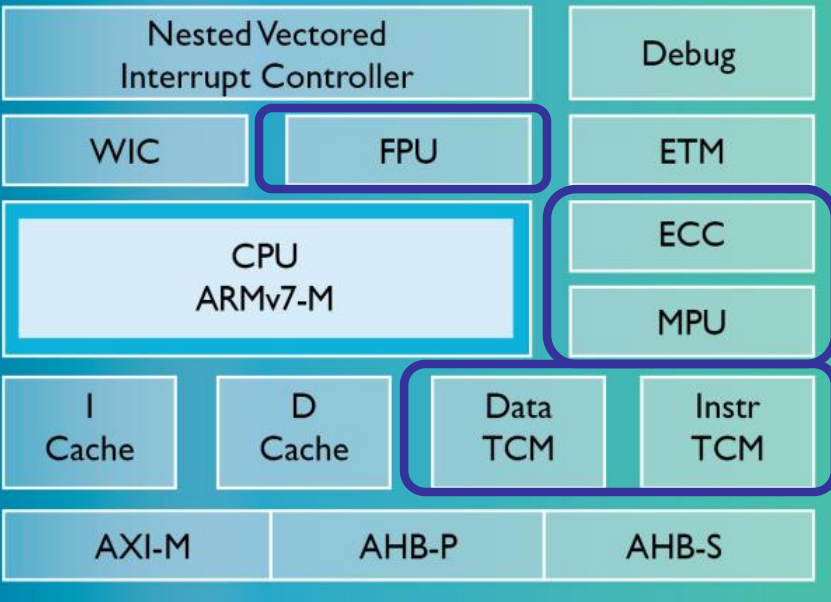 Nested Vectored
Interrupt Controller
Debug
WIC
FPU
ETM
CPU
ARMv7-M
ECC
MPU
I
Cache
D
Cache
Data
TCM
Instr
TCM
AXI-M
AHB-P
AHB-S